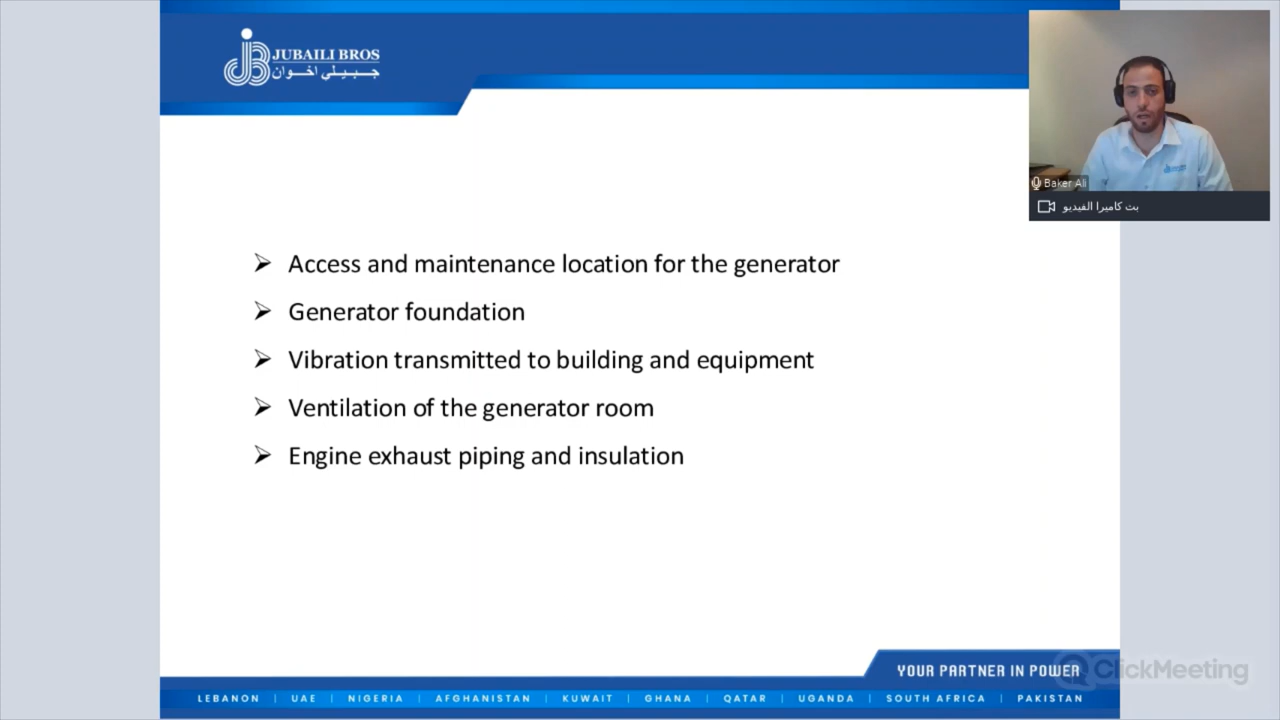 JUBAILI BROS
جبيلي اخوان
Baker Ali
بث كاميرا الفيديو
Access and maintenance location for the generator
Generator foundation
Vibration transmitted to building and equipment
Ventilation of the generator room
Engine exhaust piping and insulation
YOUR PARTNER IN POWER
ClickMeeting
LEBANON | UAE | NIGERIA | AFGHANISTAN | KUWAIT | GHANA | QATAR | UGANDA | SOUTH AFRICA | PAKISTAN